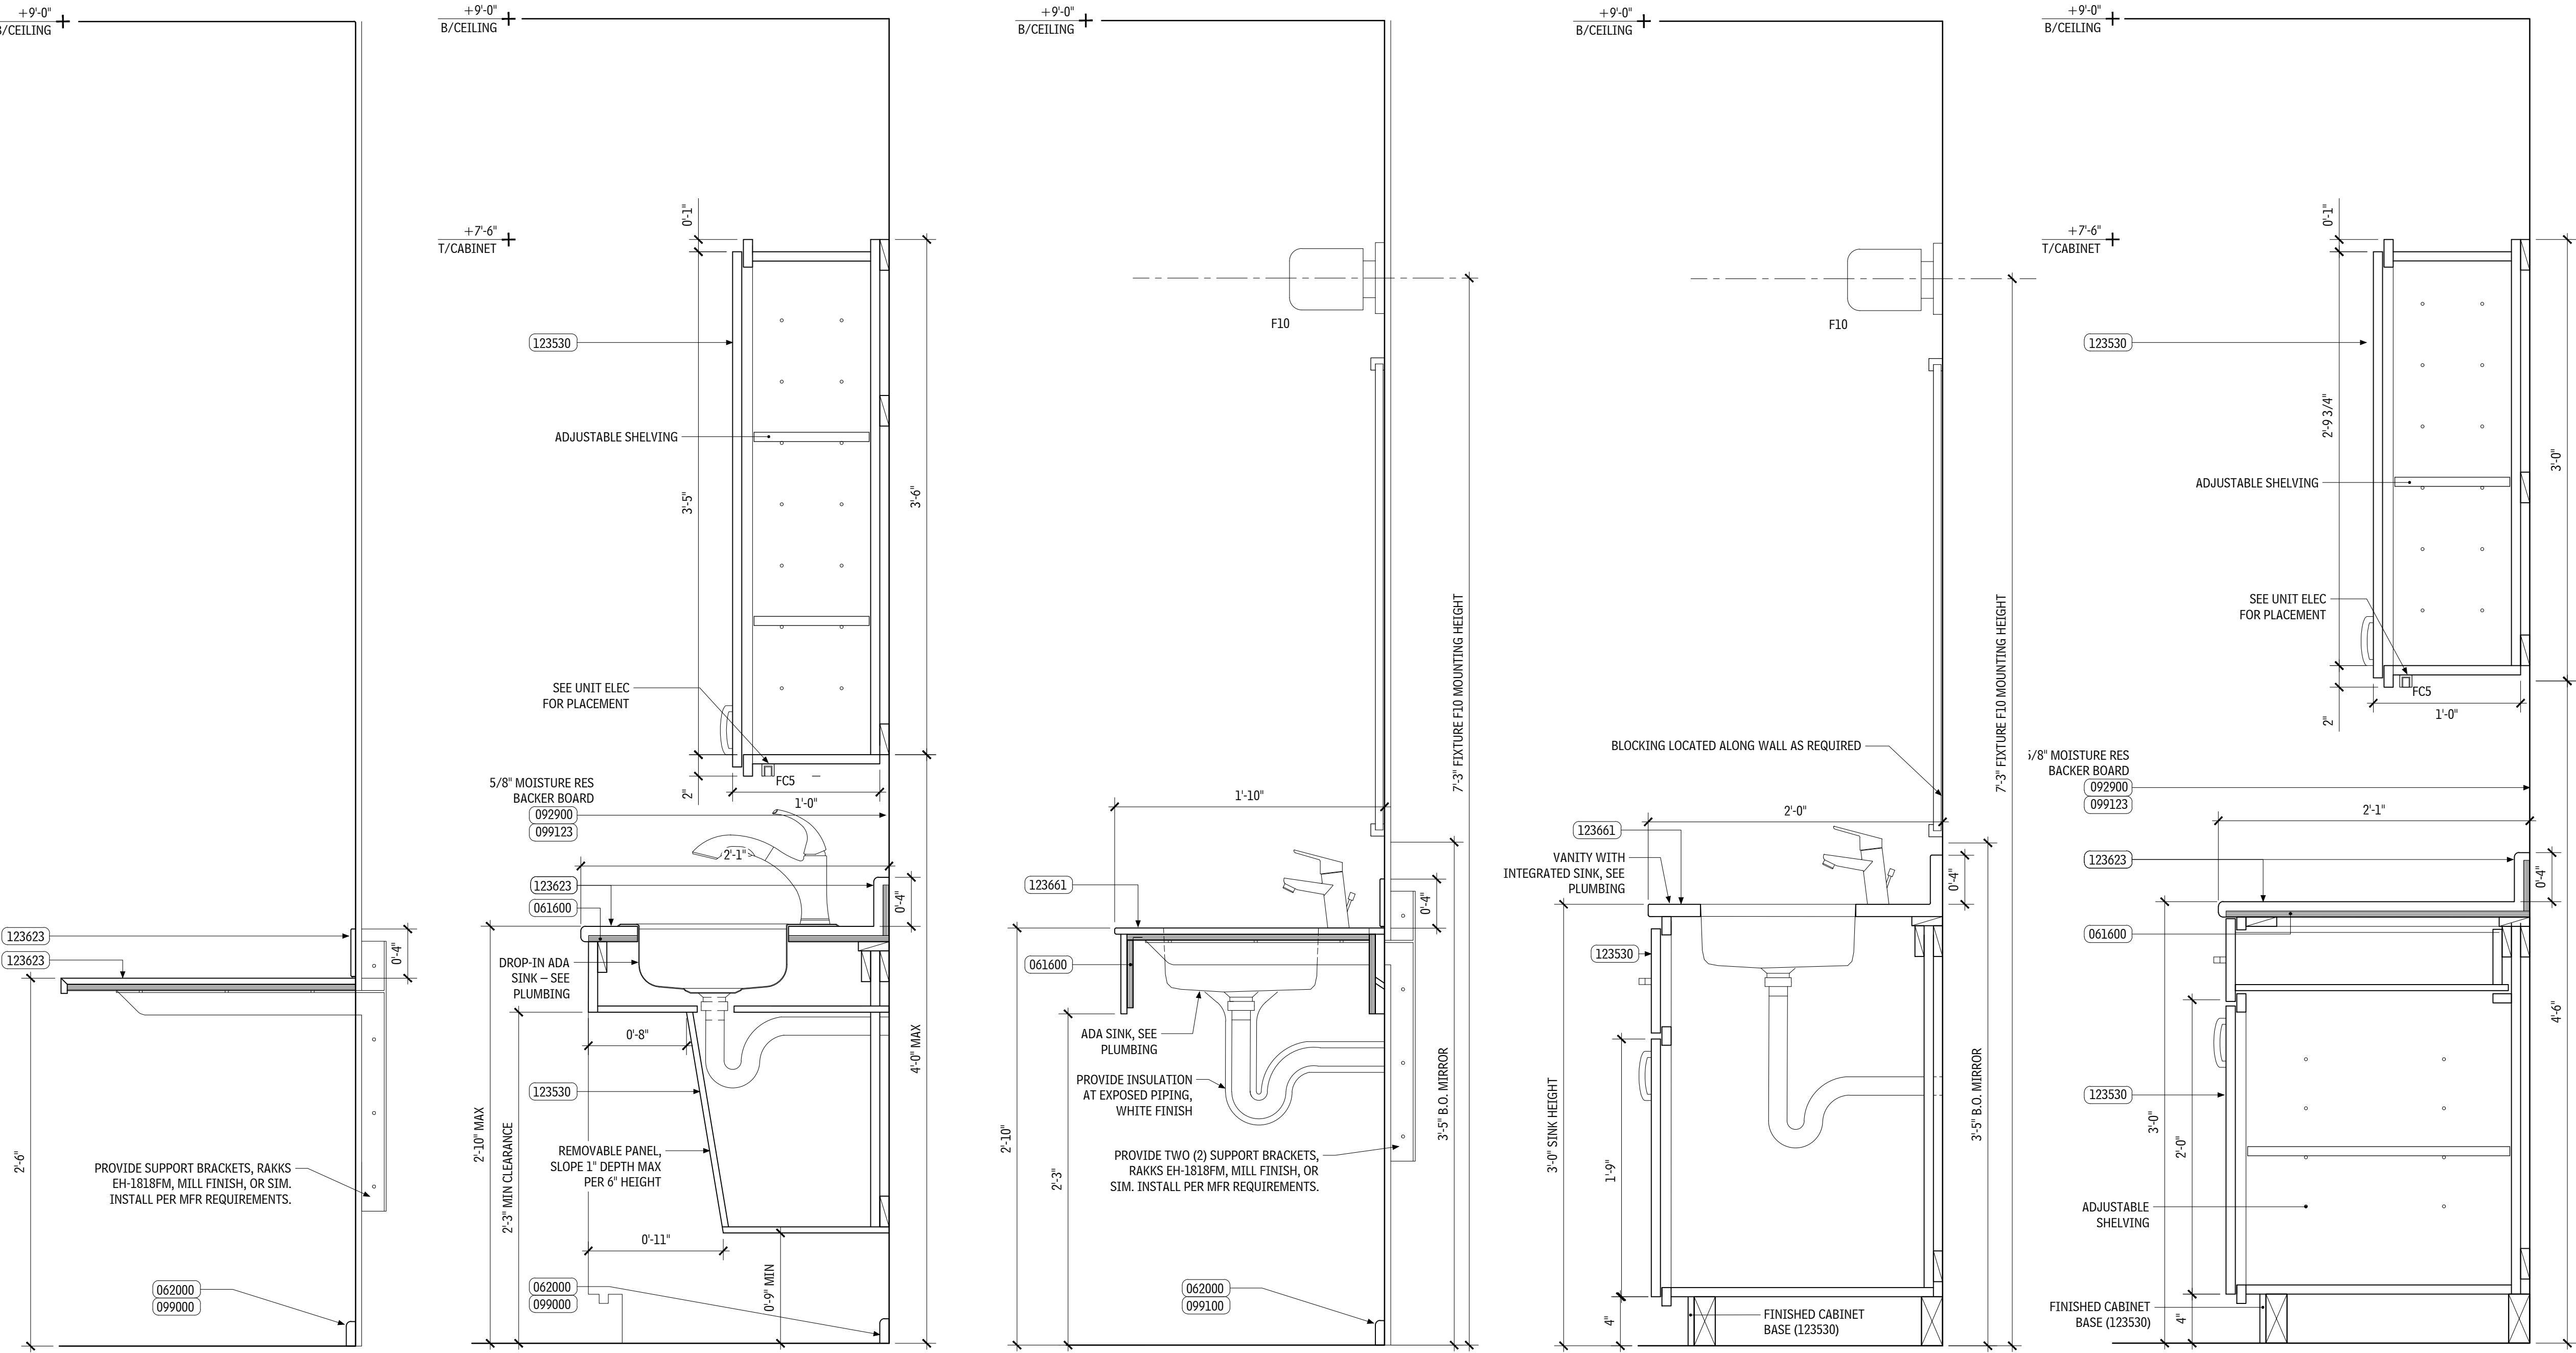 +9'-0"
B/CEILING
123623
123623
0'-4"
2'-6"
PROVIDE SUPPORT BRACKETS, RAKKS
EH-1818FM, MILL FINISH, OR SIM.
INSTALL PER MFR REQUIREMENTS.
062000
099000
+9'-0"
B/CEILING
+7'-6"
T/CABINET
0'-1"
123530
ADJUSTABLE SHELVING
3'-5"
3'-6"
SEE UNIT ELEC
FOR PLACEMENT
FC5
2"
1'-0"
5/8" MOISTURE RES
BACKER BOARD
092900
099123
2'-1"
123623
061600
0'-4"
DROP-IN ADA
SINK – SEE
PLUMBING
0'-8"
123530
4'-0" MAX
2'-10" MAX
2'-3" MIN CLEARANCE
REMOVABLE PANEL,
SLOPE 1" DEPTH MAX
PER 6" HEIGHT
0'-11"
0'-9" MIN
062000
099000
+9'-0"
B/CEILING
F10
7'-3" FIXTURE F10 MOUNTING HEIGHT
1'-10"
123661
0'-4"
061600
ADA SINK, SEE
PLUMBING
PROVIDE INSULATION
AT EXPOSED PIPING,
WHITE FINISH
3'-5" B.O. MIRROR
2'-10"
2'-3"
PROVIDE TWO (2) SUPPORT BRACKETS,
RAKKS EH-1818FM, MILL FINISH, OR
SIM. INSTALL PER MFR REQUIREMENTS.
062000
099100
+9'-0"
B/CEILING
F10
7'-3" FIXTURE F10 MOUNTING HEIGHT
BLOCKING LOCATED ALONG WALL AS REQUIRED
2'-0"
123661
VANITY WITH
INTEGRATED SINK, SEE
PLUMBING
0'-4"
123530
3'-0" SINK HEIGHT
1'-9"
3'-5" B.O. MIRROR
4"
FINISHED CABINET
BASE (123530)
+9'-0"
B/CEILING
+7'-6"
T/CABINET
0'-1"
123530
2'-9 3/4"
3'-0"
ADJUSTABLE SHELVING
SEE UNIT ELEC
FOR PLACEMENT
FC5
2"
1'-0"
5/8" MOISTURE RES
BACKER BOARD
092900
099123
2'-1"
123623
0'-4"
061600
4'-6"
123530
3'-0"
2'-0"
ADJUSTABLE
SHELVING
FINISHED CABINET
BASE (123530)
4"